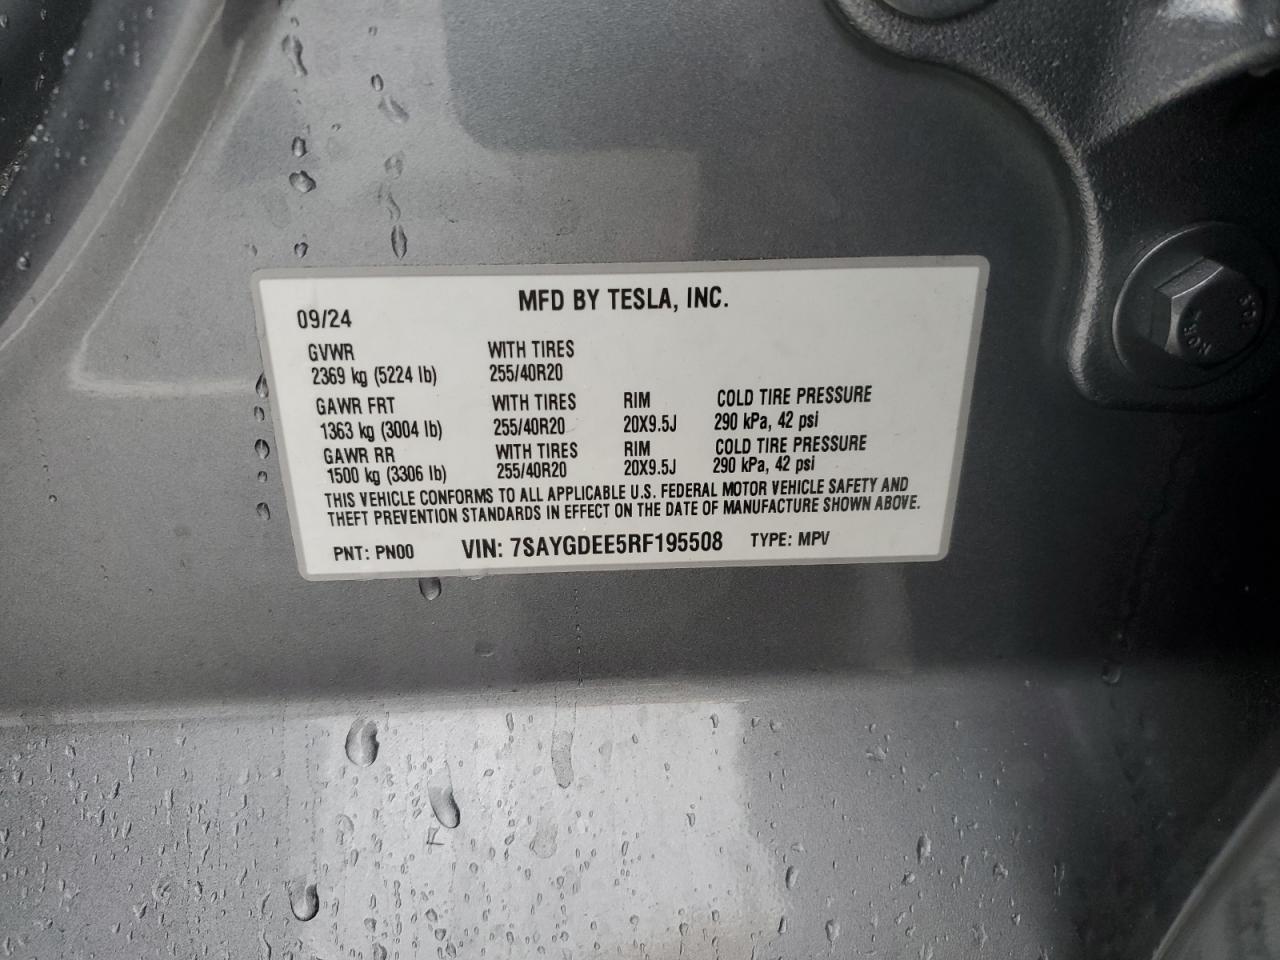 MFD BY TESLA, INC.
09/24
GVWR WITH TIRES
2369 kg (5224 lb) 255/40R20
GAWR FRT WITH TIRES RIM COLD TIRE PRESSURE
1363 kg (3004 lb) 255/40R20 20X9.5J 290 kPa, 42 psi
GAWR RR WITH TIRES RIM COLD TIRE PRESSURE
1500 kg (3306 lb) 255/40R20 20X9.5J 290 kPa, 42 psi
THIS VEHICLE CONFORMS TO ALL APPLICABLE U.S. FEDERAL MOTOR VEHICLE SAFETY AND
THEFT PREVENTION STANDARDS IN EFFECT ON THE DATE OF MANUFACTURE SHOWN ABOVE.
PNT: PN00 VIN: 7SAYGDEE5RF195508 TYPE: MPV